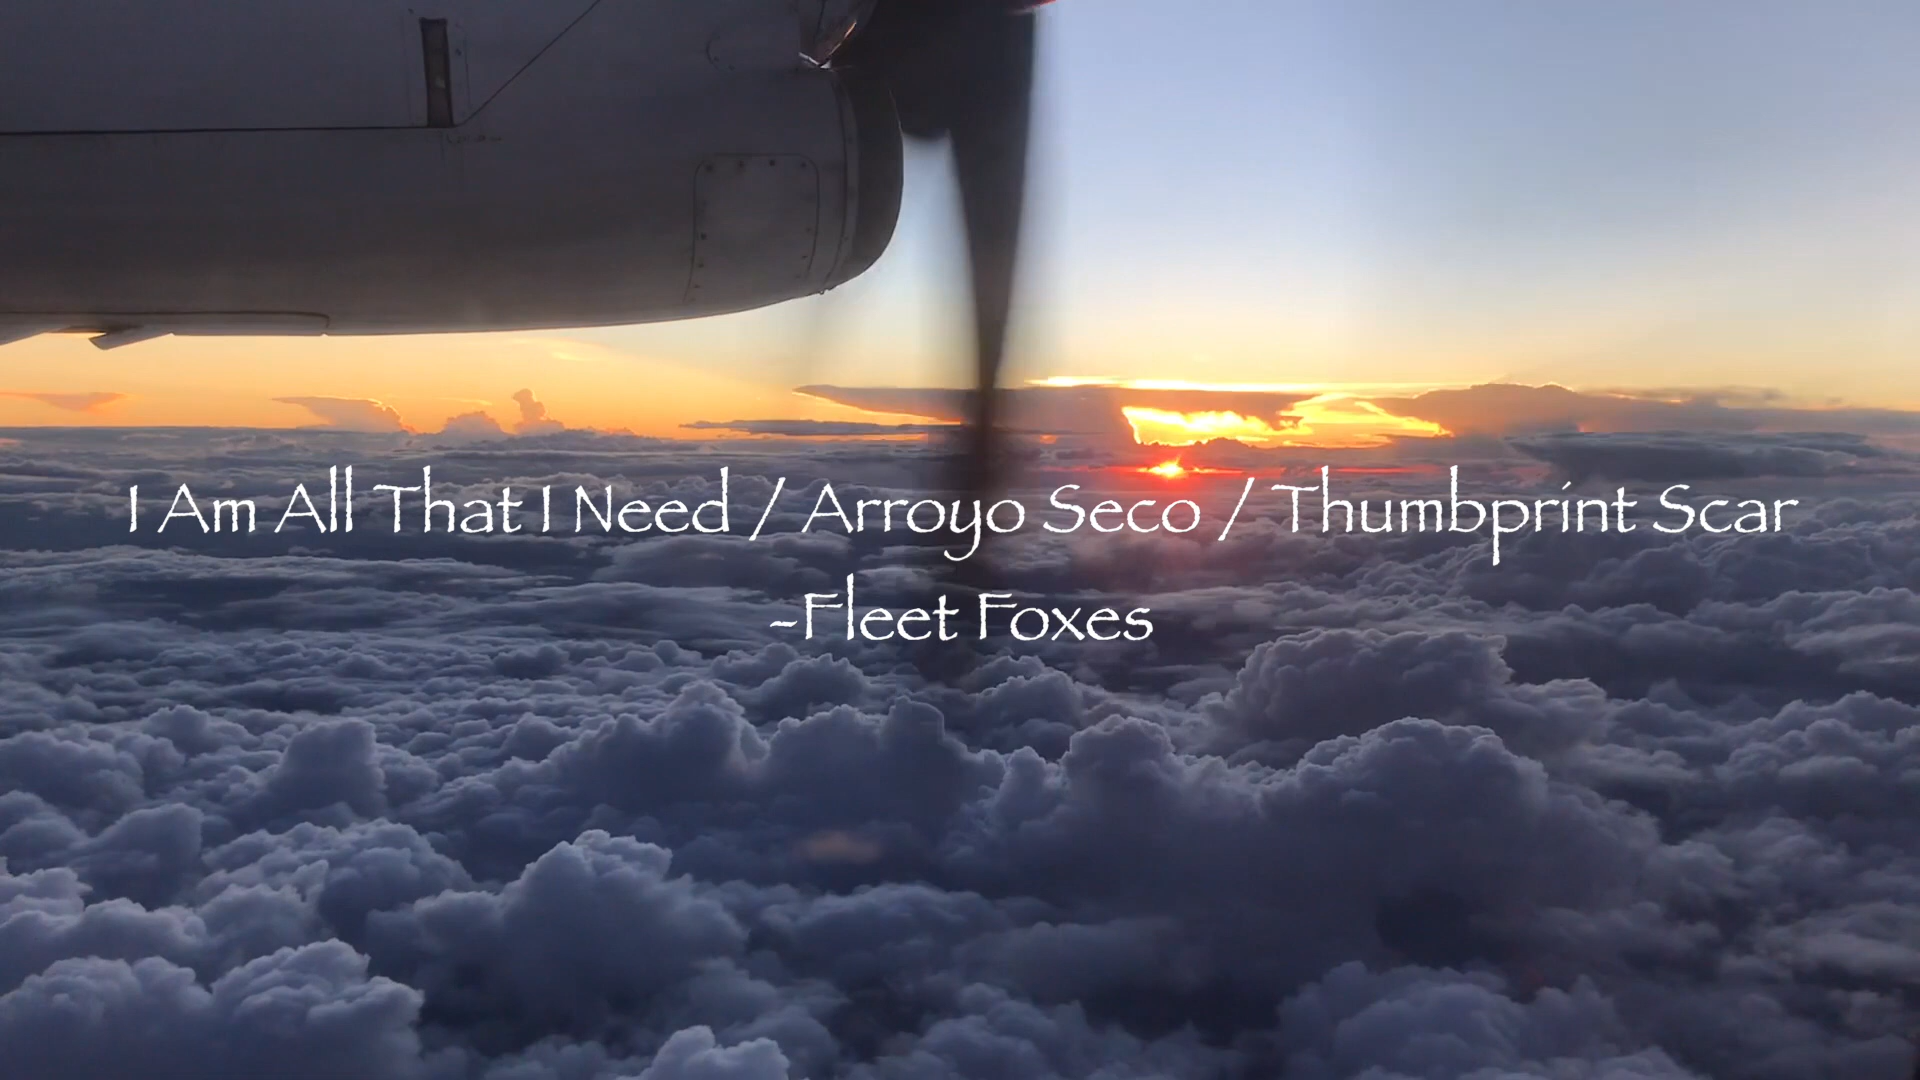 I Am All That I Need / Arroyo Seco / Thumbprint Scar
-Fleet Foxes